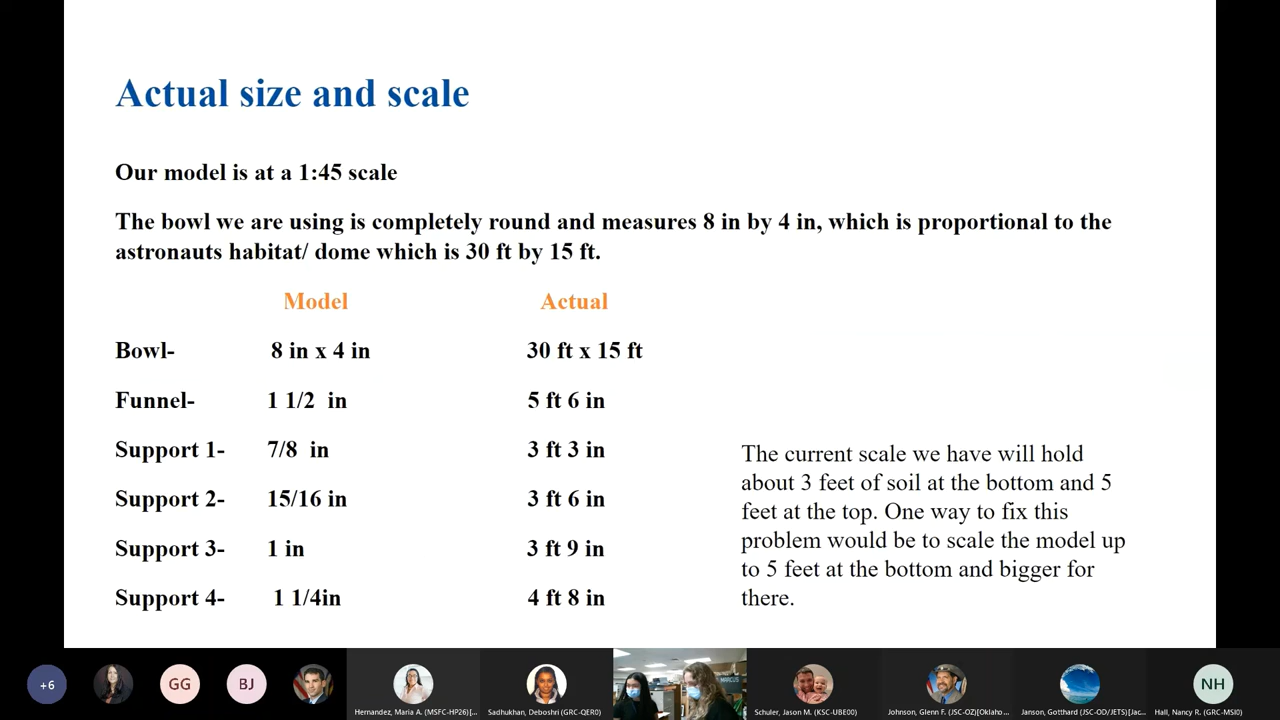 Actual size and scale
Our model is at a 1:45 scale
The bowl we are using is completely round and measures 8 in by 4 in, which is proportional to the
astronauts habitat/ dome which is 30 ft by 15 ft.
Model Actual
Bowl- 8 in x 4 in 30 ft x 15 ft
Funnel- 1 1/2 in 5 ft 6 in
Support 1- 7/8 in 3 ft 3 in
Support 2- 15/16 in 3 ft 6 in
Support 3- 1 in 3 ft 9 in
Support 4- 1 1/4in 4 ft 8 in
The current scale we have will hold
about 3 feet of soil at the bottom and 5
feet at the top. One way to fix this
problem would be to scale the model up
to 5 feet at the bottom and bigger for
there.
+6
GG
BJ
NH
MARCUS
Hernandez, Maria A. (MSFC-HP26)[...
Sadhukhan, Deboshri (GRC-QER0)
Schuler, Jason M. (KSC-UBE00)
Johnson, Glenn F. (JSC-OZ)[Oklaho...
Janson, Gotthard (JSC-OD/JETS)[Jac...
Hall, Nancy R. (GRC-MSI0)